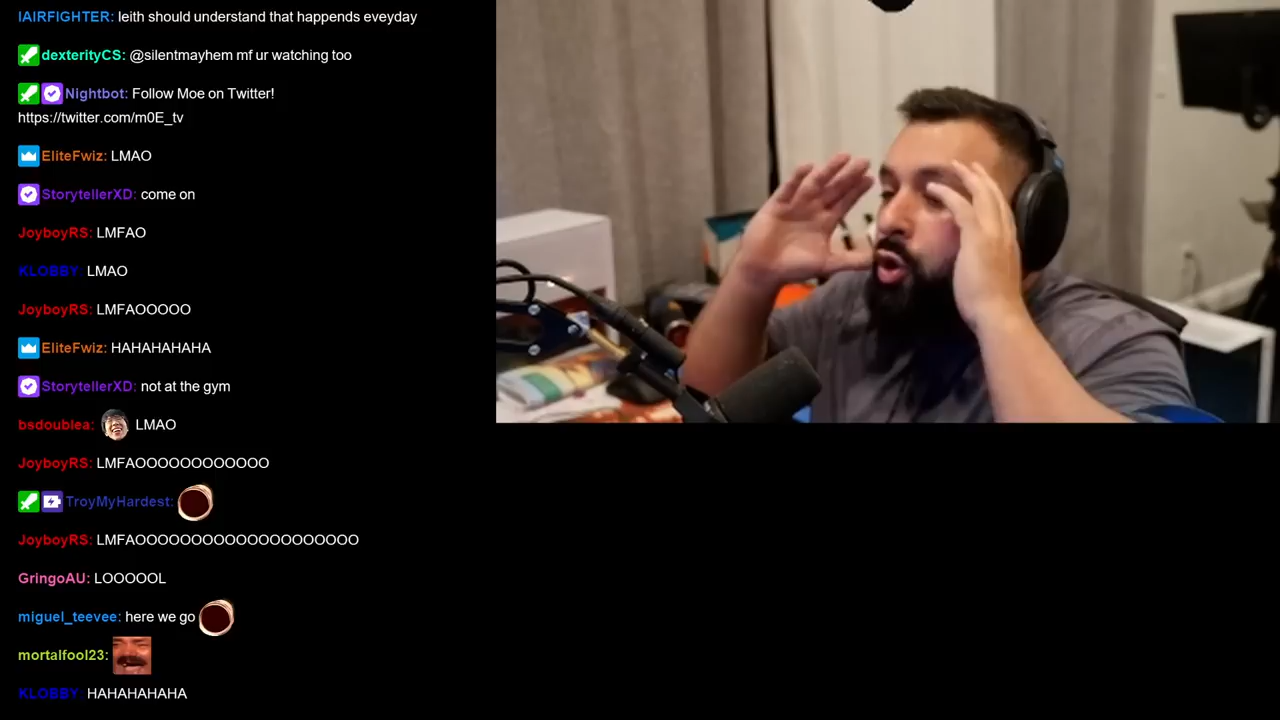 IAIRFIGHTER: leith should understand that happends eveyday
dexterityCS: @silentmayhem mf ur watching too
Nightbot: Follow Moe on Twitter!
https://twitter.com/m0E_tv
EliteFwiz: LMAO
StorytellerXD: come on
JoyboyRS: LMFAO
KLOBBY: LMAO
JoyboyRS: LMFAOOOOO
EliteFwiz: HAHAHAHAHA
StorytellerXD: not at the gym
bsdoublea: LMAO
JoyboyRS: LMFAOOOOOOOOOOOO
TroyMyHardest:
JoyboyRS: LMFAOOOOOOOOOOOOOOOOOOOO
GringoAU: LOOOOOL
miguel_teevee: here we go
mortalfool23:
KLOBBY: HAHAHAHAHA